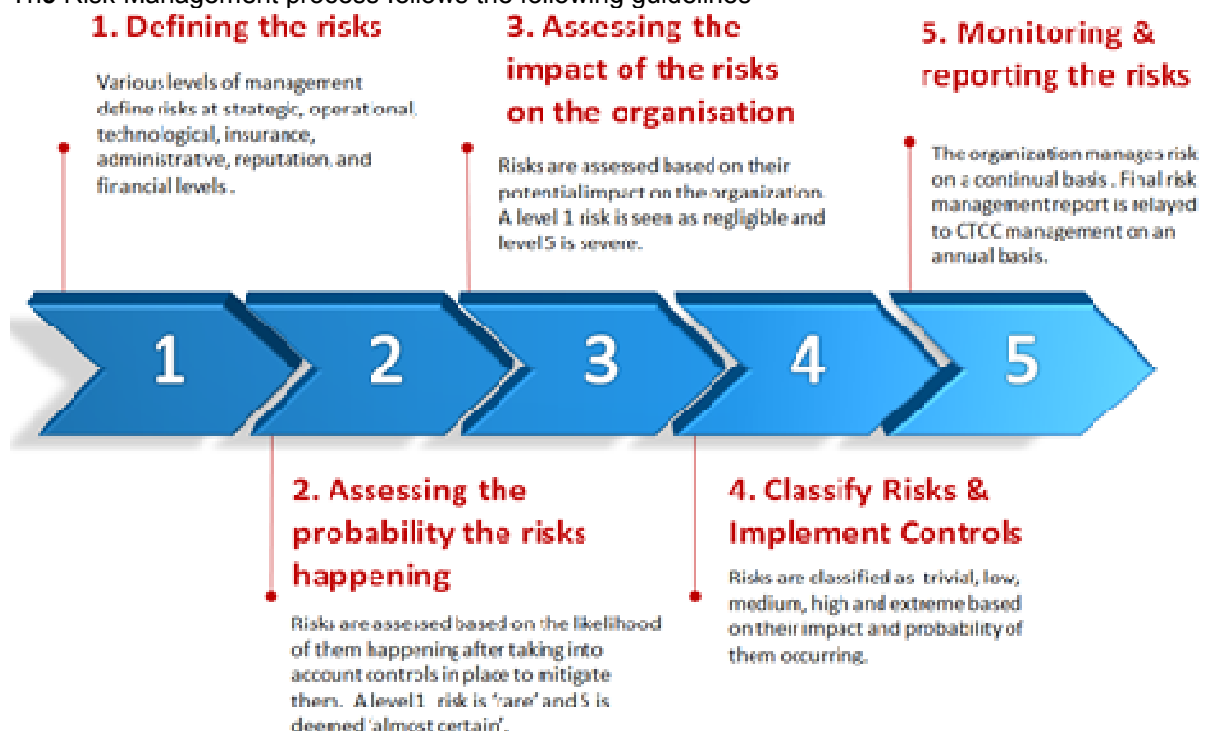 The Risk Management process follows the following guidelines
1. Defining the risks
Various levels of management
define risks at strategic, operational,
technological, insurance,
administrative, reputation, and
financial levels.
3. Assessing the
impact of the risks
on the organisation
Risks are assessed based on their
potential impact on the organization.
A level 1 risk is seen as negligible and
level 5 is severe.
5. Monitoring &
reporting the risks
The organization manages risk
on a continual basis. Final risk
management report is relayed
to CTCC management on an
annual basis.
1
2
3
4
5
2. Assessing the
probability the risks
happening
Risks are assessed based on the likelihood
of them happening after taking into
account controls in place to mitigate
them. A level 1 risk is 'rare' and 5 is
deemed 'almost certain'.
4. Classify Risks &
Implement Controls
Risks are classified as trivial, low,
medium, high and extreme based
on their impact and probability of
them occurring.